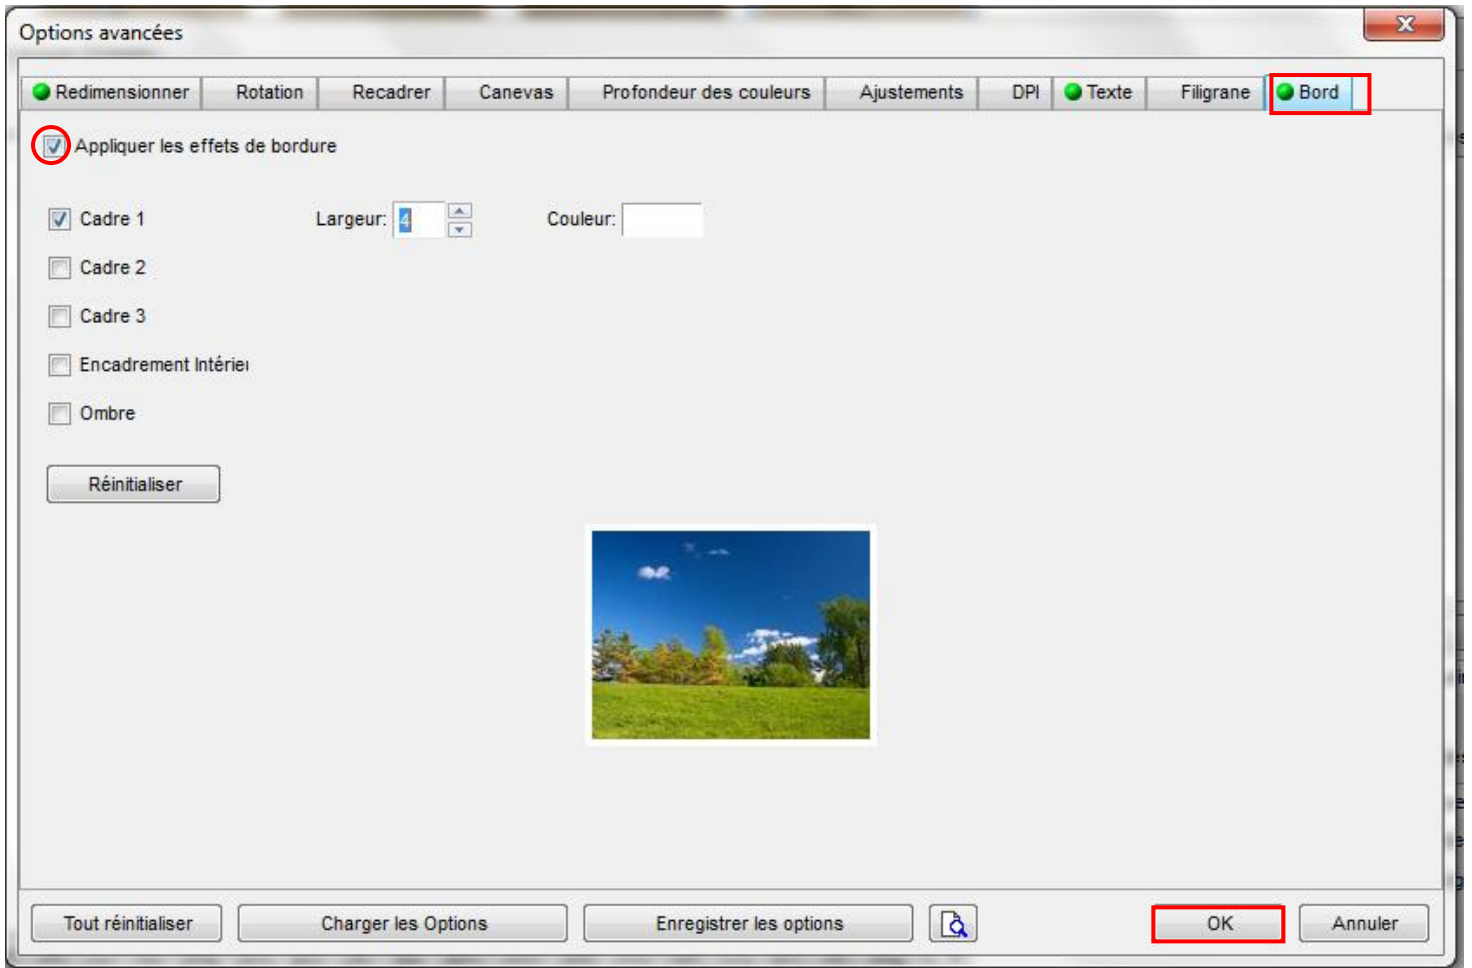 Options avancées
Redimensionner Rotation Recadrer Canevas Profondeur des couleurs Ajustements DPI Texte Filigrane Bord
Appliquer les effets de bordure
Cadre 1 Largeur: 4 Couleur:
Cadre 2
Cadre 3
Encadrement Intérie
Ombre
Réinitialiser
Tout réinitialiser Charger les Options Enregistrer les options OK Annuler